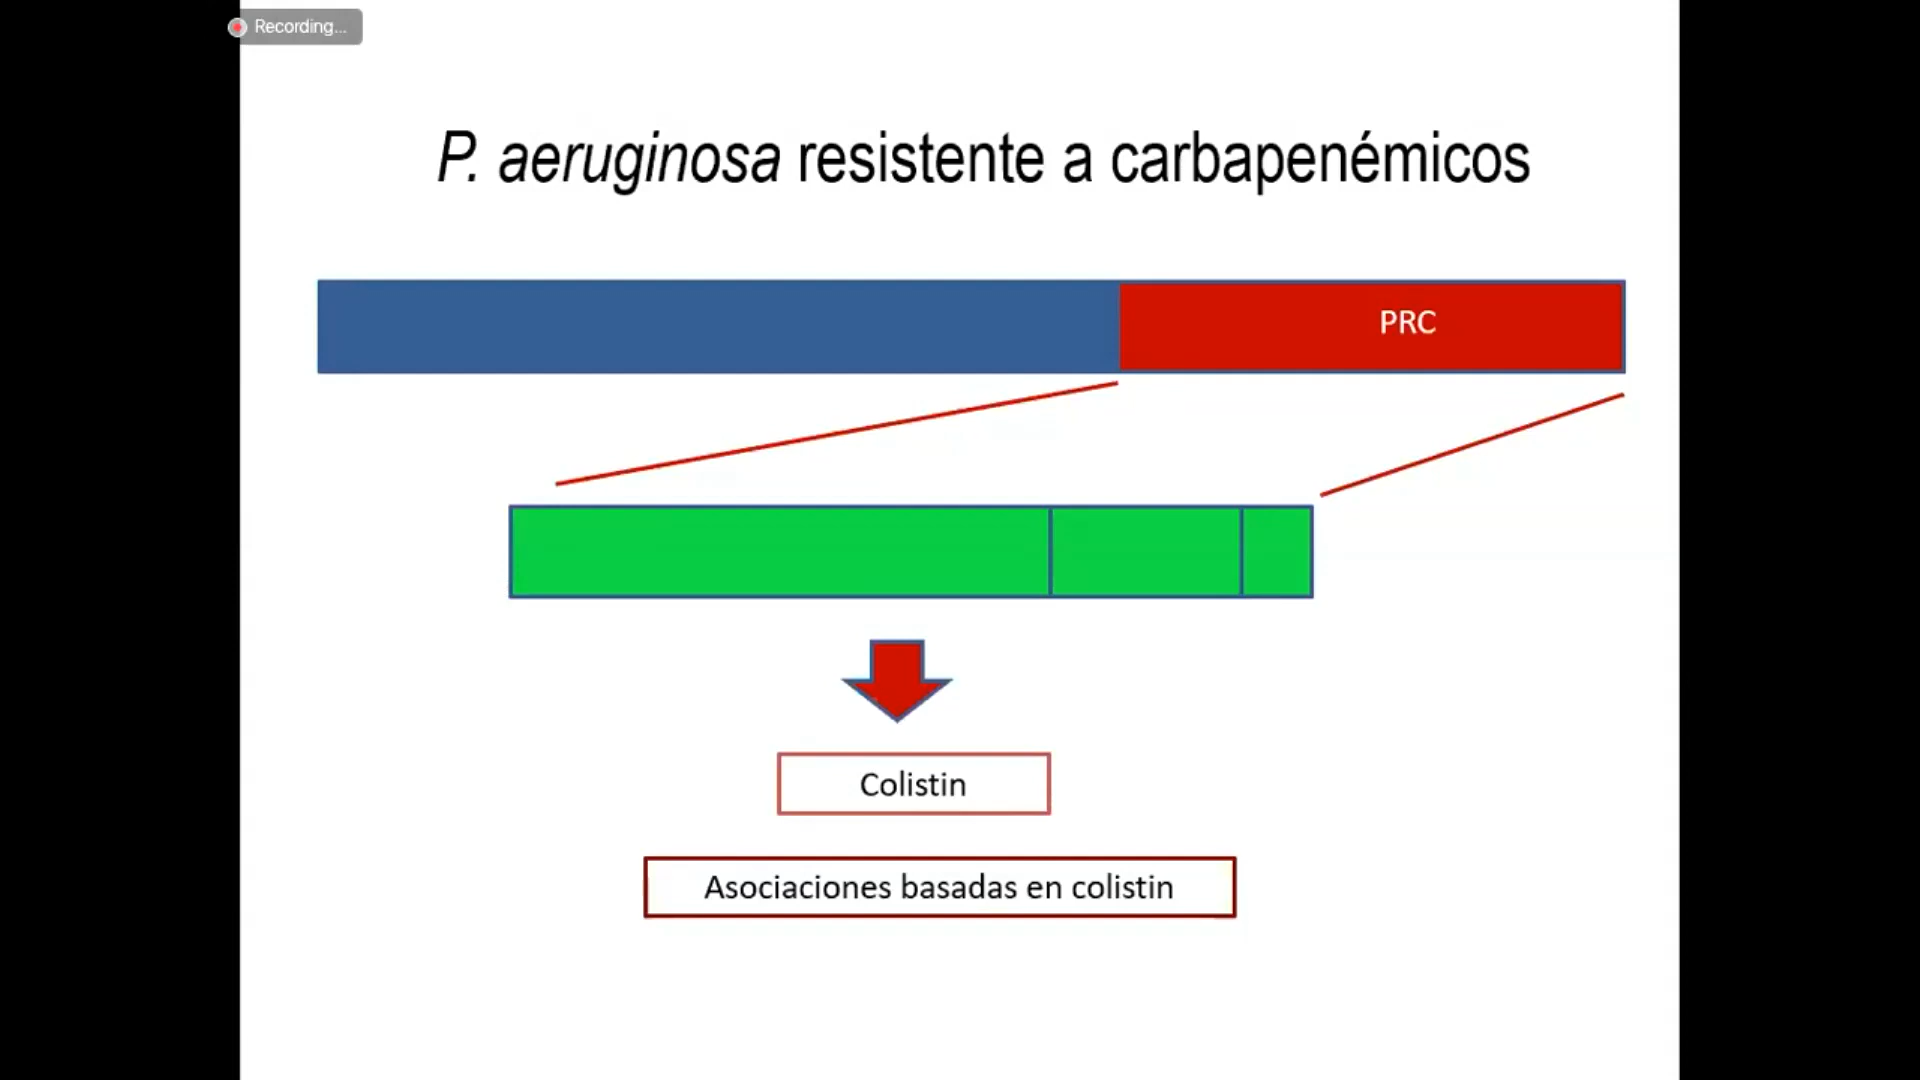 Recording...
P. aeruginosa resistente a carbapenémicos
PRC
Colistin
Asociaciones basadas en colistin